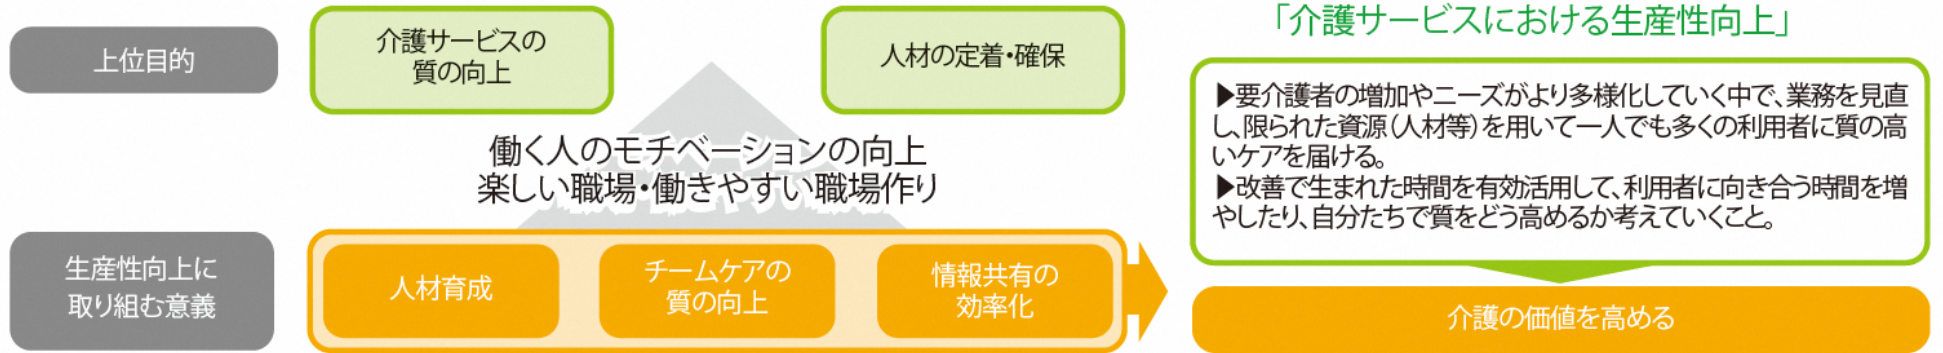 上位目的
介護サービスの
質の向上
人材の定着・確保
働く人のモチベーションの向上
楽しい職場・働きやすい職場作り
生産性向上に
取り組む意義
人材育成
チームケアの
質の向上
情報共有の
効率化
「介護サービスにおける生産性向上」
▶要介護者の増加やニーズがより多様化していく中で、業務を見直
し、限られた資源（人材等）を用いて一人でも多くの利用者に質の高
いケアを届ける。
▶改善で生まれた時間を有効活用して、利用者に向き合う時間を増
やしたり、自分たちで質をどう高めるか考えていくこと。
介護の価値を高める